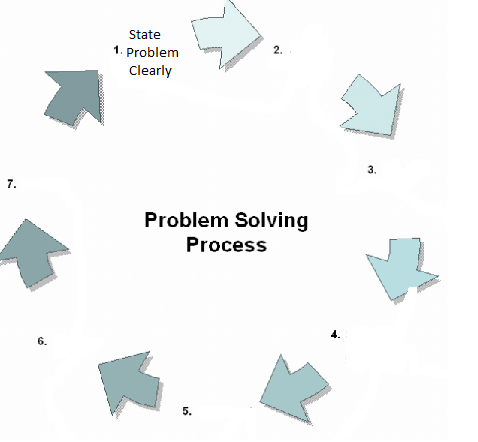 State
1. Problem
Clearly
2.
3.
4.
5.
6.
7.
Problem Solving
Process